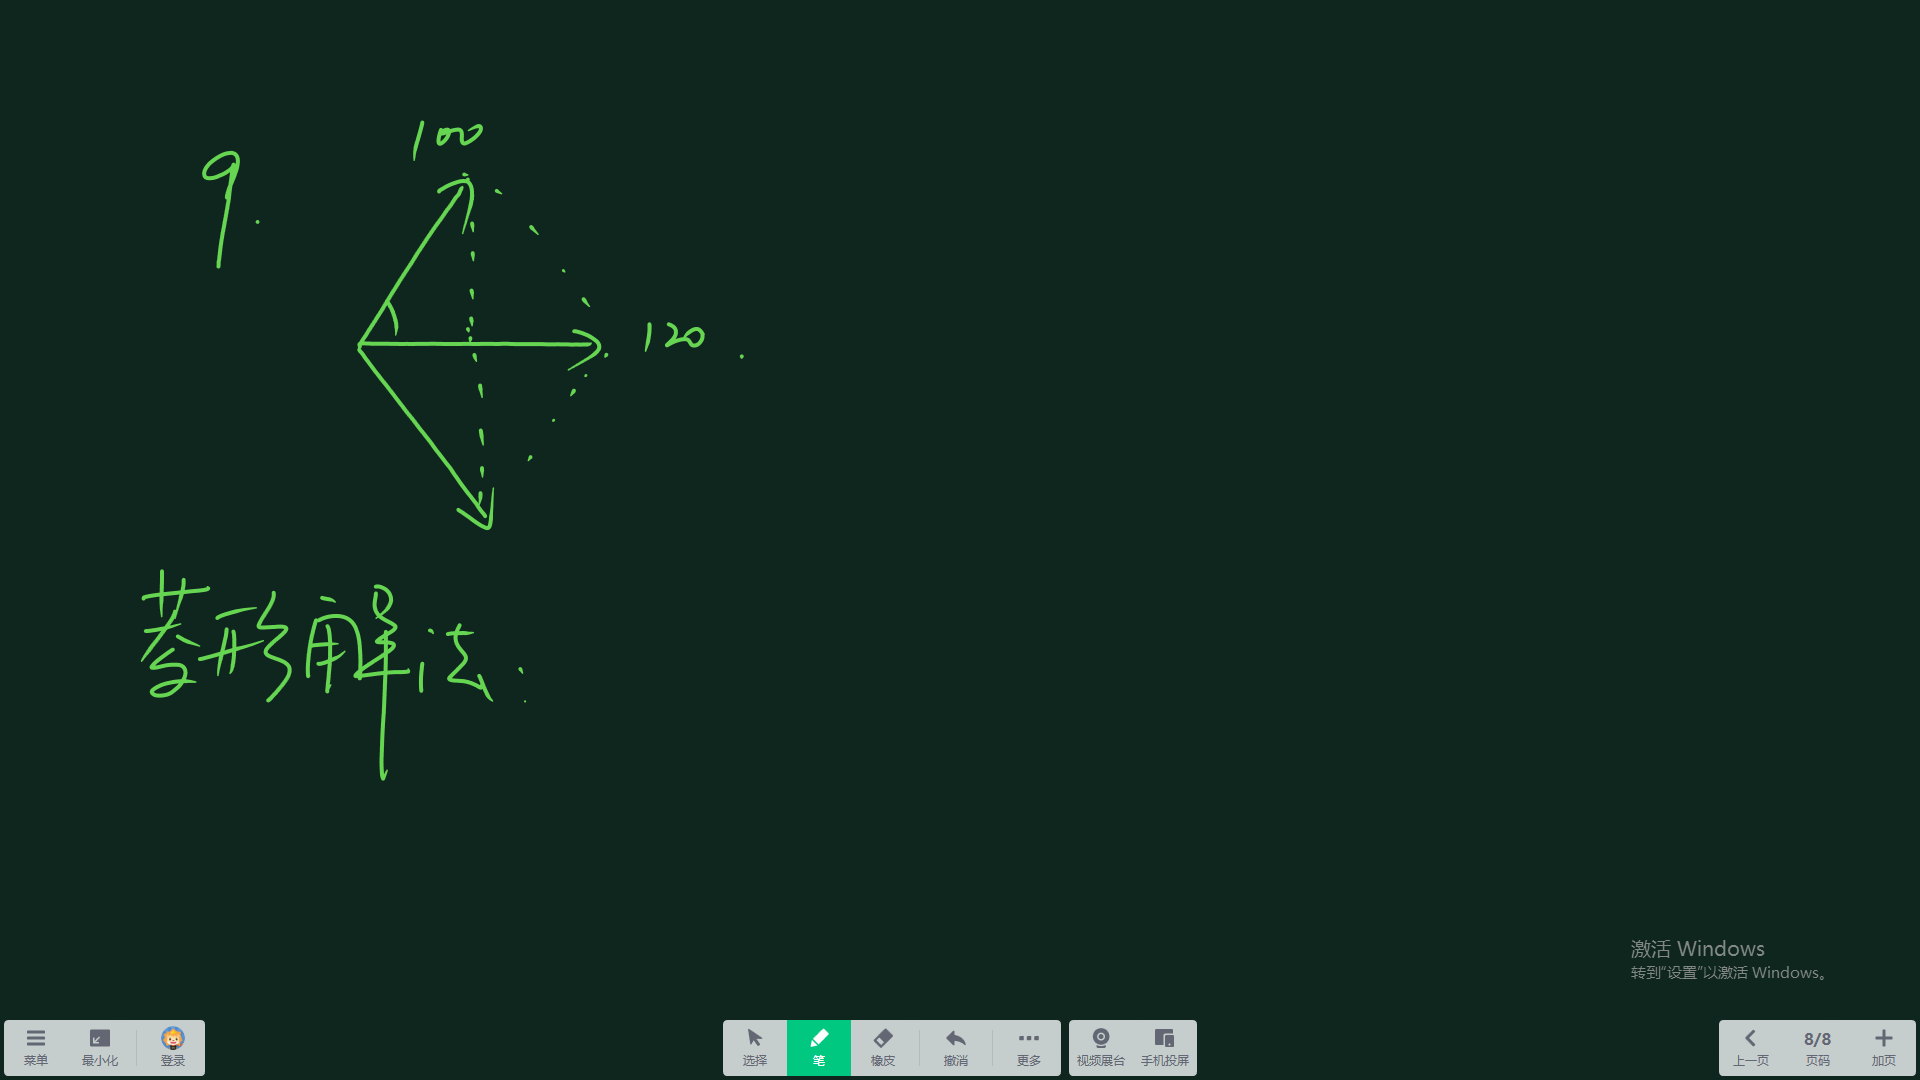 100
9.
120.
菱形解法:
激活 Windows
转到“设置”以激活 Windows。
菜单 最小化 登录 选择 笔 橡皮 撤消 更多 视频展台 手机投屏 上一页 8/8 页码 加页